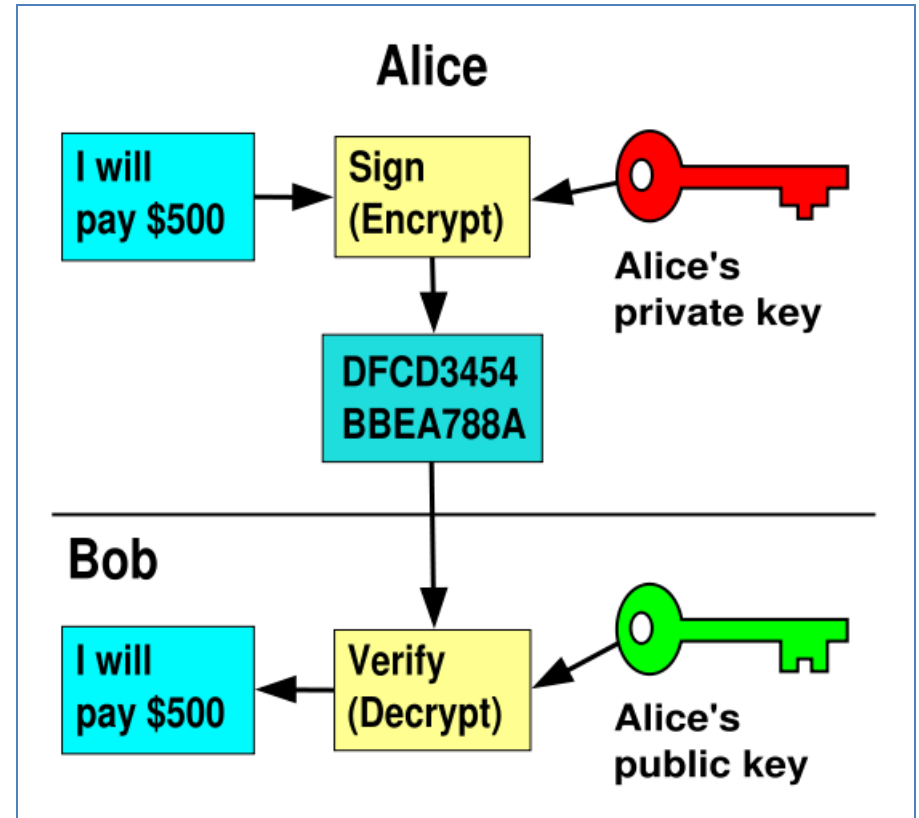 Alice
I will
pay $500
Sign
(Encrypt)
Alice's
private key
DFCD3454
BBEA788A
Bob
I will
pay $500
Verify
(Decrypt)
Alice's
public key